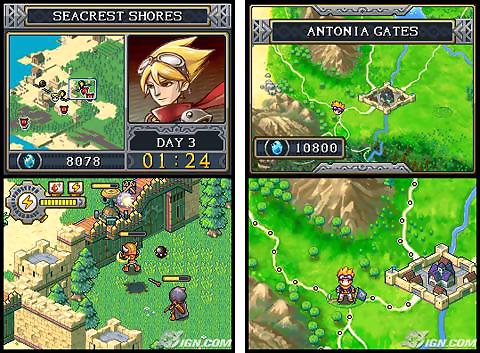 SEACREST SHORES
8078
DAY 3
01:24
IGN.COM
ANTONIA GATES
10800
IGN.COM